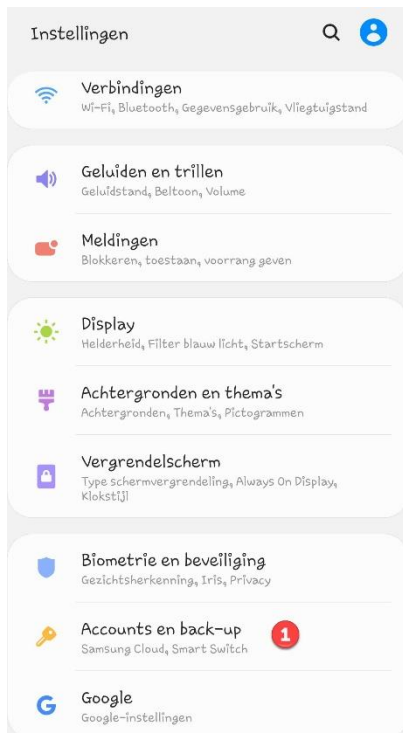 Instellingen
Verbindingen
Wi-Fi, Bluetooth, Gegevensgebruik, Vliegtuigstand
Geluiden en trillen
Geluidstand, Beltoon, Volume
Meldingen
Blokkeren, toestaan, voorrang geven
Display
Helderheid, Filter blauw licht, Startscherm
Achtergronden en thema's
Achtergronden, Thema's, Pictogrammen
Vergrendelscherm
Type schermvergrendeling, Always On Display,
Klokstijl
Biometrie en beveiliging
Gezichtsherkenning, Iris, Privacy
Accounts en back-up
1
Samsung Cloud, Smart Switch
G
Google
Google-instellingen